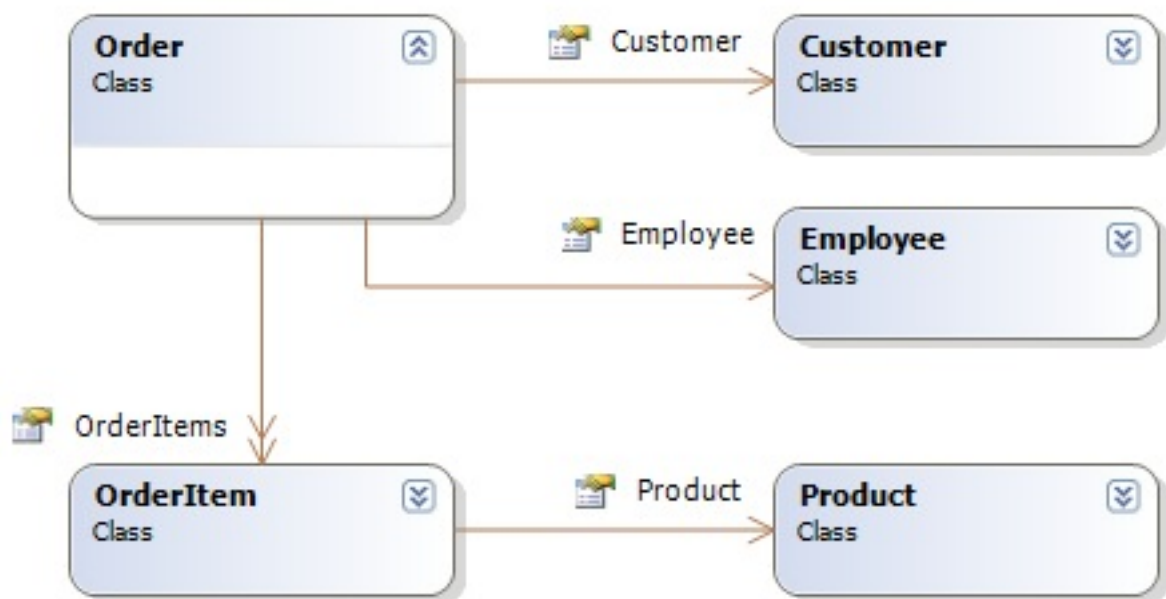 Order
Class
Customer
Customer
Class
Employee
Employee
Class
OrderItems
OrderItem
Class
Product
Product
Class